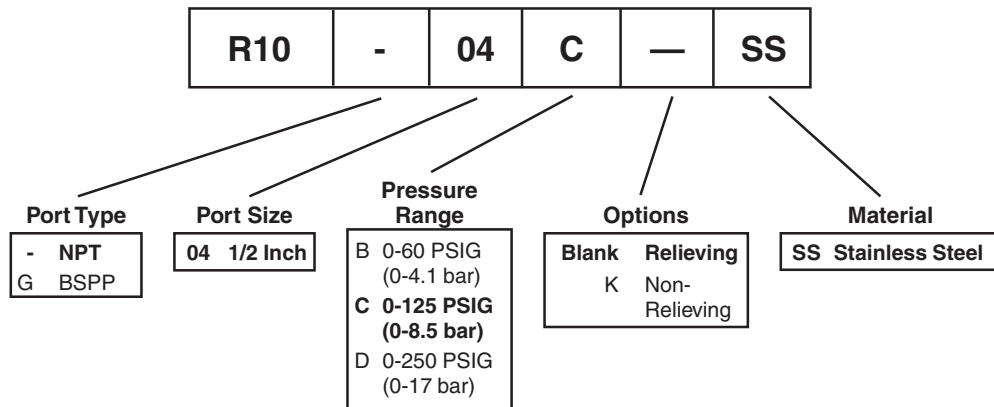 R10 - 04 C — SS
Port Type
- NPT
G BSPP
Port Size
04 1/2 Inch
Pressure
Range
B 0-60 PSIG
(0-4.1 bar)
C 0-125 PSIG
(0-8.5 bar)
D 0-250 PSIG
(0-17 bar)
Options
Blank Relieving
K Non-
Relieving
Material
SS Stainless Steel